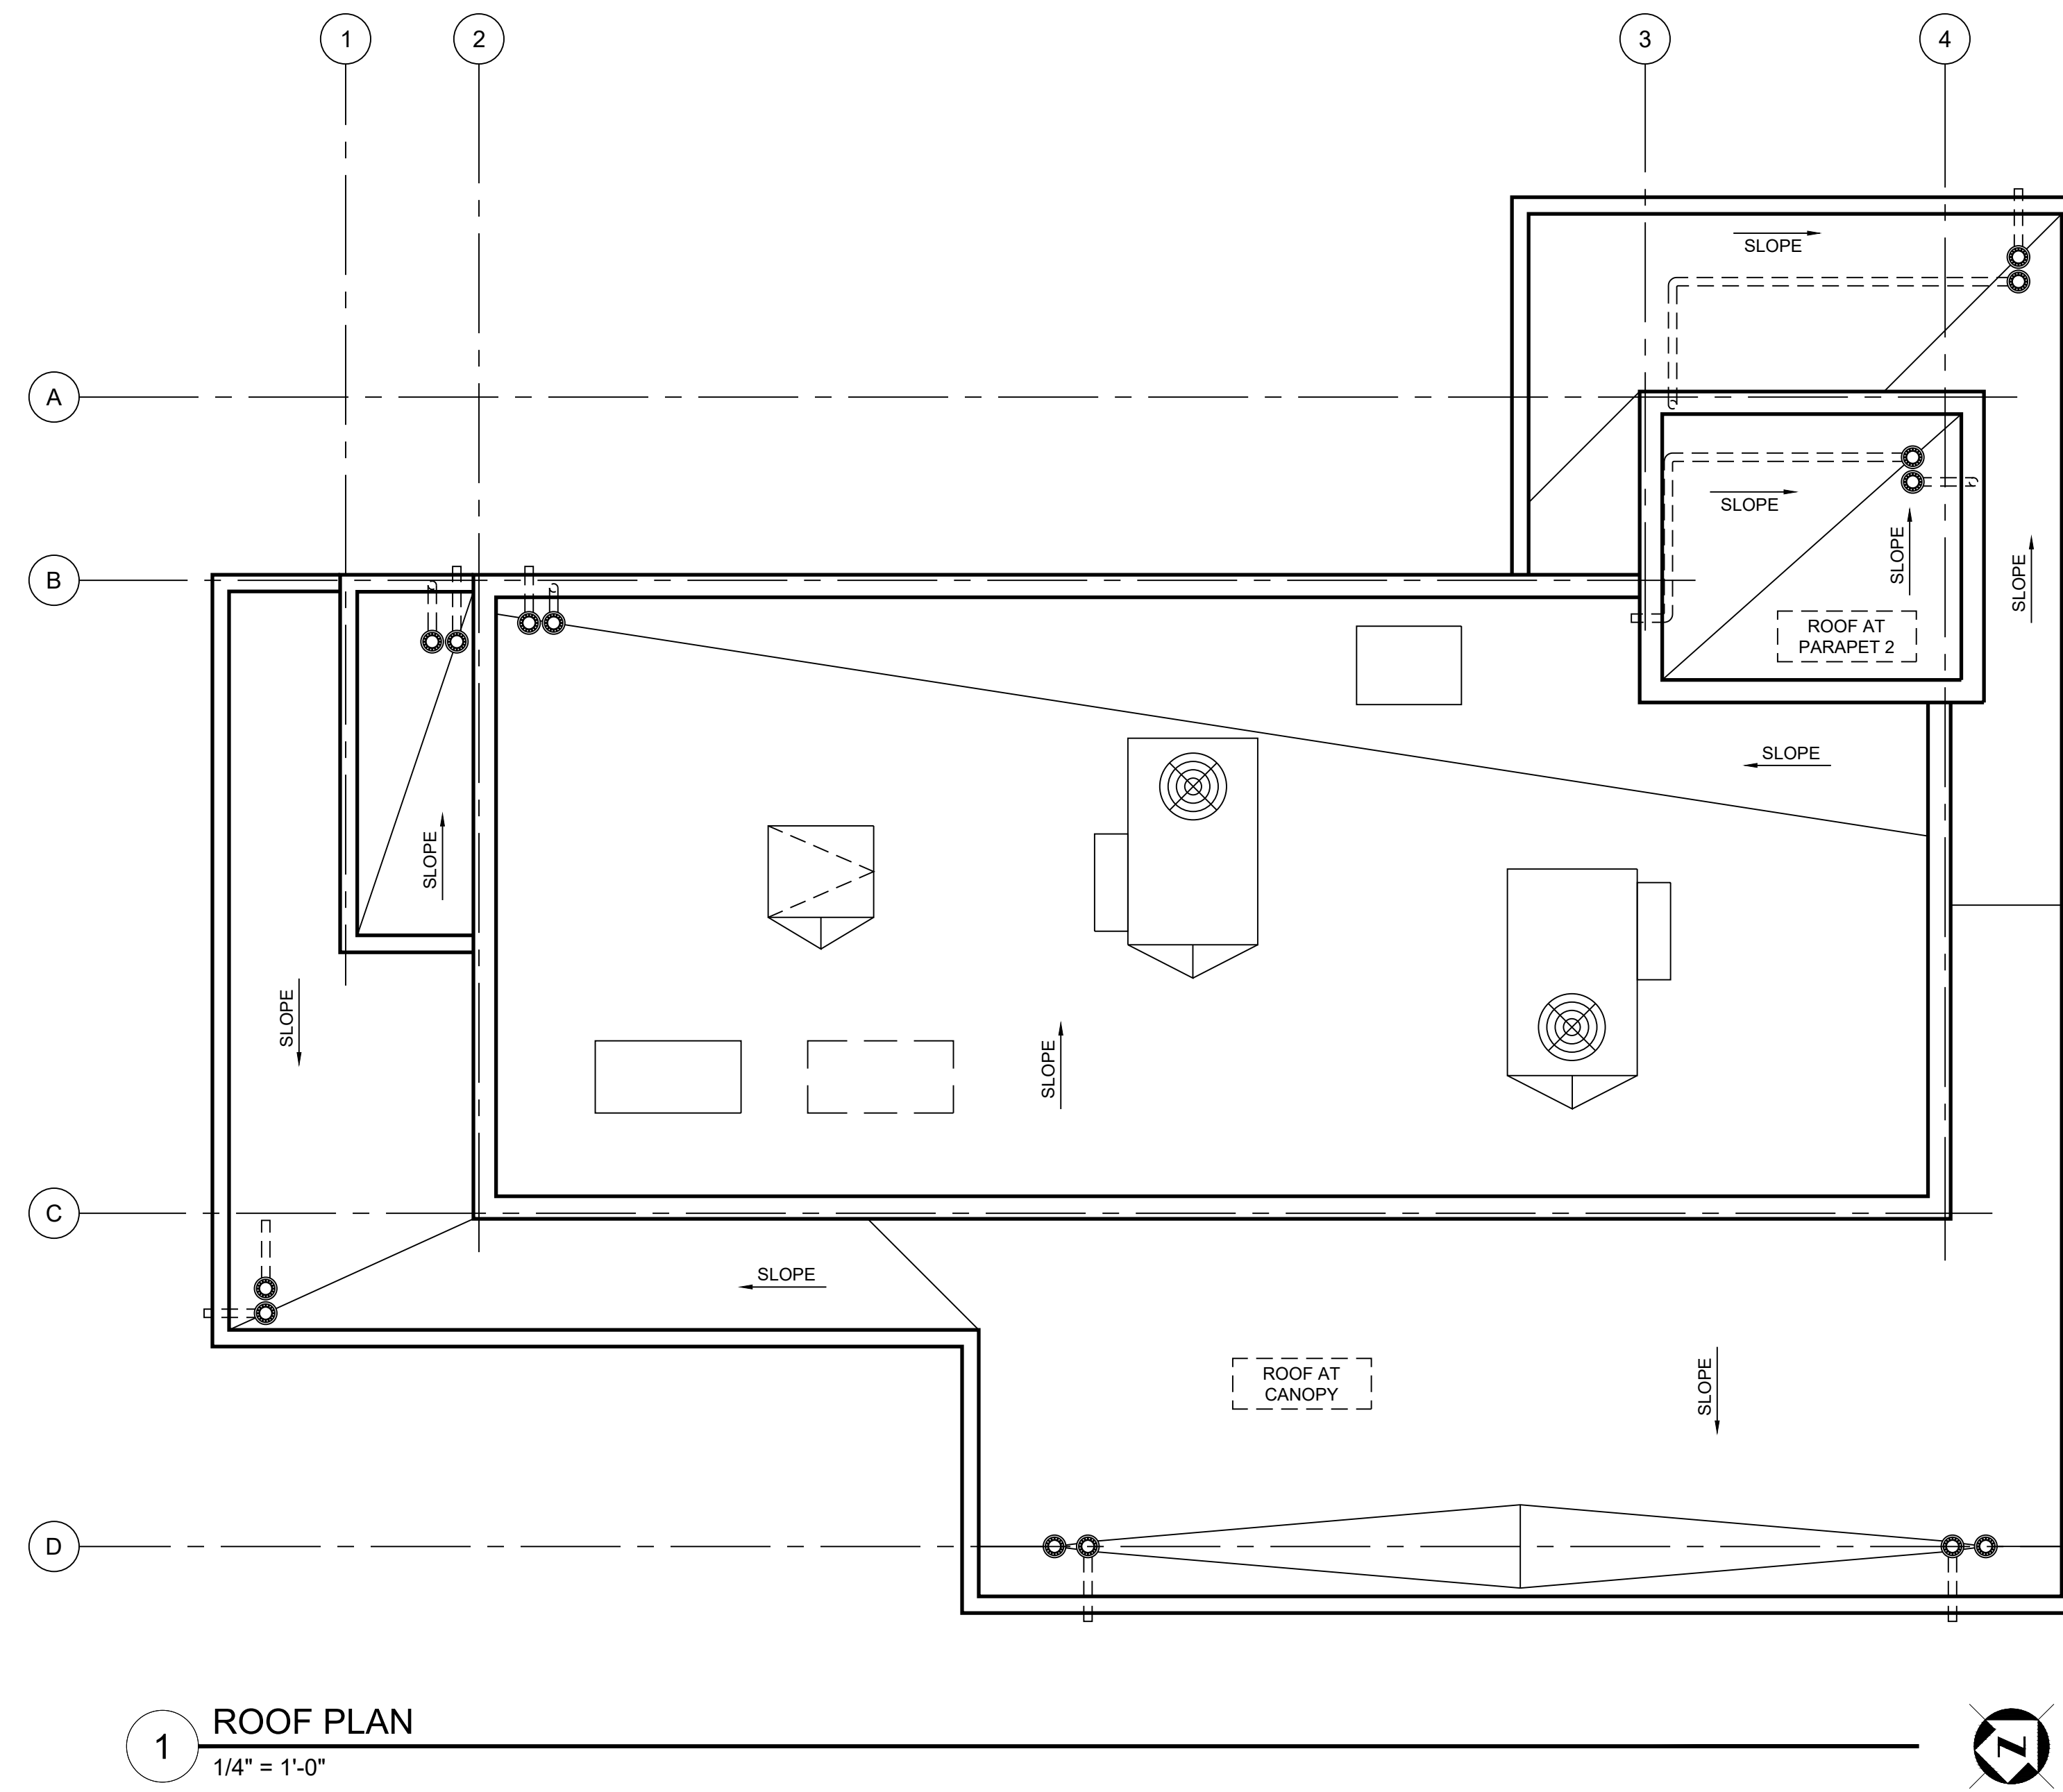 1
2
3
4
SLOPE
A
SLOPE
SLOPE
SLOPE
B
ROOF AT
PARAPET 2
SLOPE
SLOPE
SLOPE
SLOPE
C
SLOPE
ROOF AT
CANOPY
SLOPE
D
1
ROOF PLAN
1/4" = 1'-0"
N